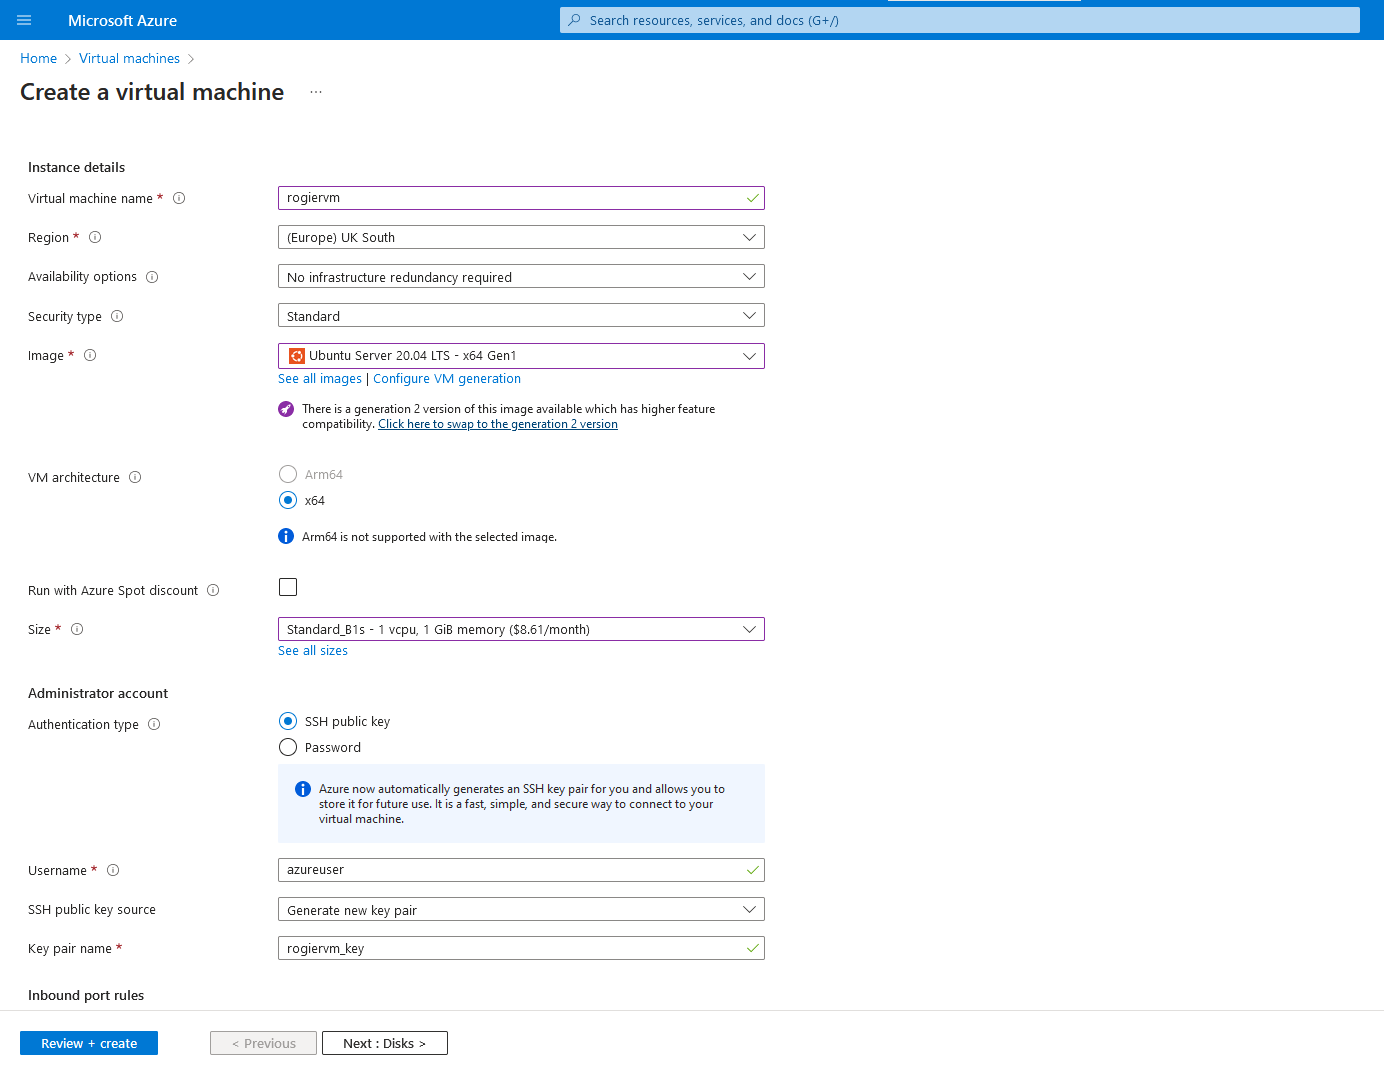 Microsoft Azure
Search resources, services, and docs (G+/)
Home > Virtual machines >
Create a virtual machine ...
Instance details
Virtual machine name *
rogiervm
Region *
(Europe) UK South
Availability options
No infrastructure redundancy required
Security type
Standard
Image *
Ubuntu Server 20.04 LTS - x64 Gen1
See all images | Configure VM generation
There is a generation 2 version of this image available which has higher feature
compatibility. Click here to swap to the generation 2 version
VM architecture
Arm64
x64
Arm64 is not supported with the selected image.
Run with Azure Spot discount
Size *
Standard_B1s - 1 vcpu, 1 GiB memory ($8.61/month)
See all sizes
Administrator account
Authentication type
SSH public key
Password
Azure now automatically generates an SSH key pair for you and allows you to
store it for future use. It is a fast, simple, and secure way to connect to your
virtual machine.
Username *
azureuser
SSH public key source
Generate new key pair
Key pair name *
rogiervm_key
Inbound port rules
Review + create
< Previous
Next : Disks >